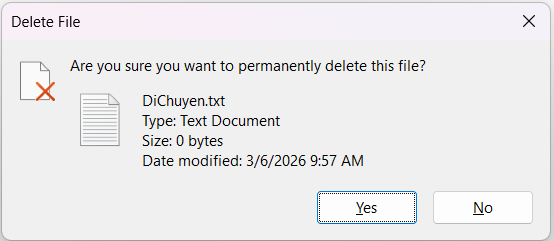 Delete File
Are you sure you want to permanently delete this file?
DiChuyen.txt
Type: Text Document
Size: 0 bytes
Date modified: 3/6/2026 9:57 AM
Yes
No